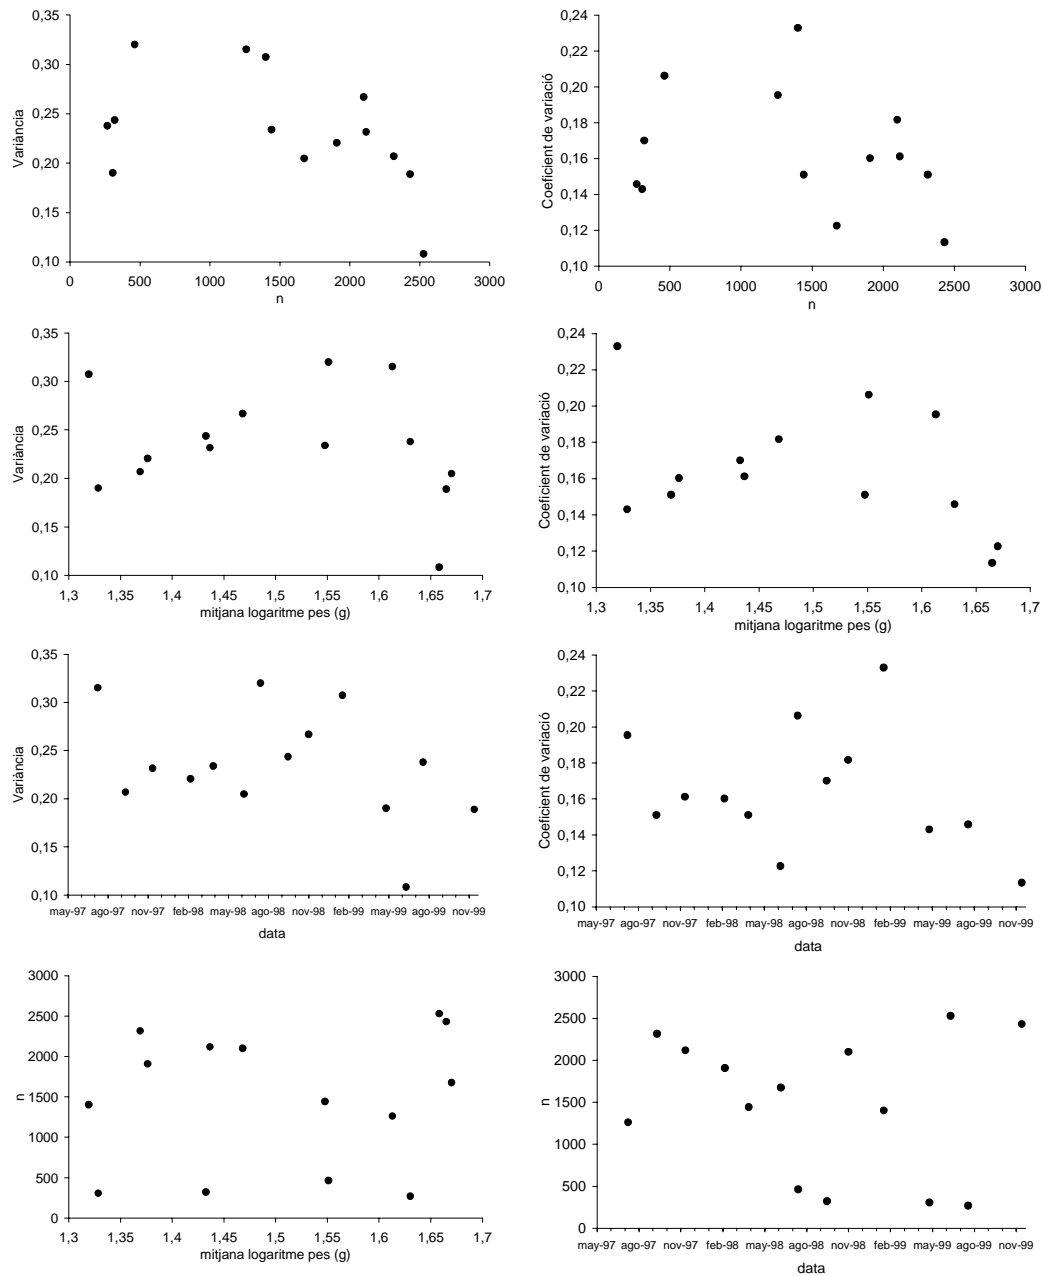 0,35
0,30
0,25
0,20
0,15
0,10
Variància
0 500 1000 1500 2000 2500 3000
n
0,24
0,22
0,20
0,18
0,16
0,14
0,12
0,10
Coeficient de variació
0 500 1000 1500 2000 2500 3000
n
0,35
0,30
0,25
0,20
0,15
0,10
Variància
1,3 1,35 1,4 1,45 1,5 1,55 1,6 1,65 1,7
mitjana logaritme pes (g)
0,24
0,22
0,20
0,18
0,16
0,14
0,12
0,10
Coeficient de variació
1,3 1,35 1,4 1,45 1,5 1,55 1,6 1,65 1,7
mitjana logaritme pes (g)
0,35
0,30
0,25
0,20
0,15
0,10
Variància
may-97 ago-97 nov-97 feb-98 may-98 ago-98 nov-98 feb-99 may-99 ago-99 nov-99
data
0,24
0,22
0,20
0,18
0,16
0,14
0,12
0,10
Coeficient de variació
may-97 ago-97 nov-97 feb-98 may-98 ago-98 nov-98 feb-99 may-99 ago-99 nov-99
data
3000
2500
2000
1500
1000
500
0
n
1,3 1,35 1,4 1,45 1,5 1,55 1,6 1,65 1,7
mitjana logaritme pes (g)
3000
2500
2000
1500
1000
500
0
n
may-97 ago-97 nov-97 feb-98 may-98 ago-98 nov-98 feb-99 may-99 ago-99 nov-99
data